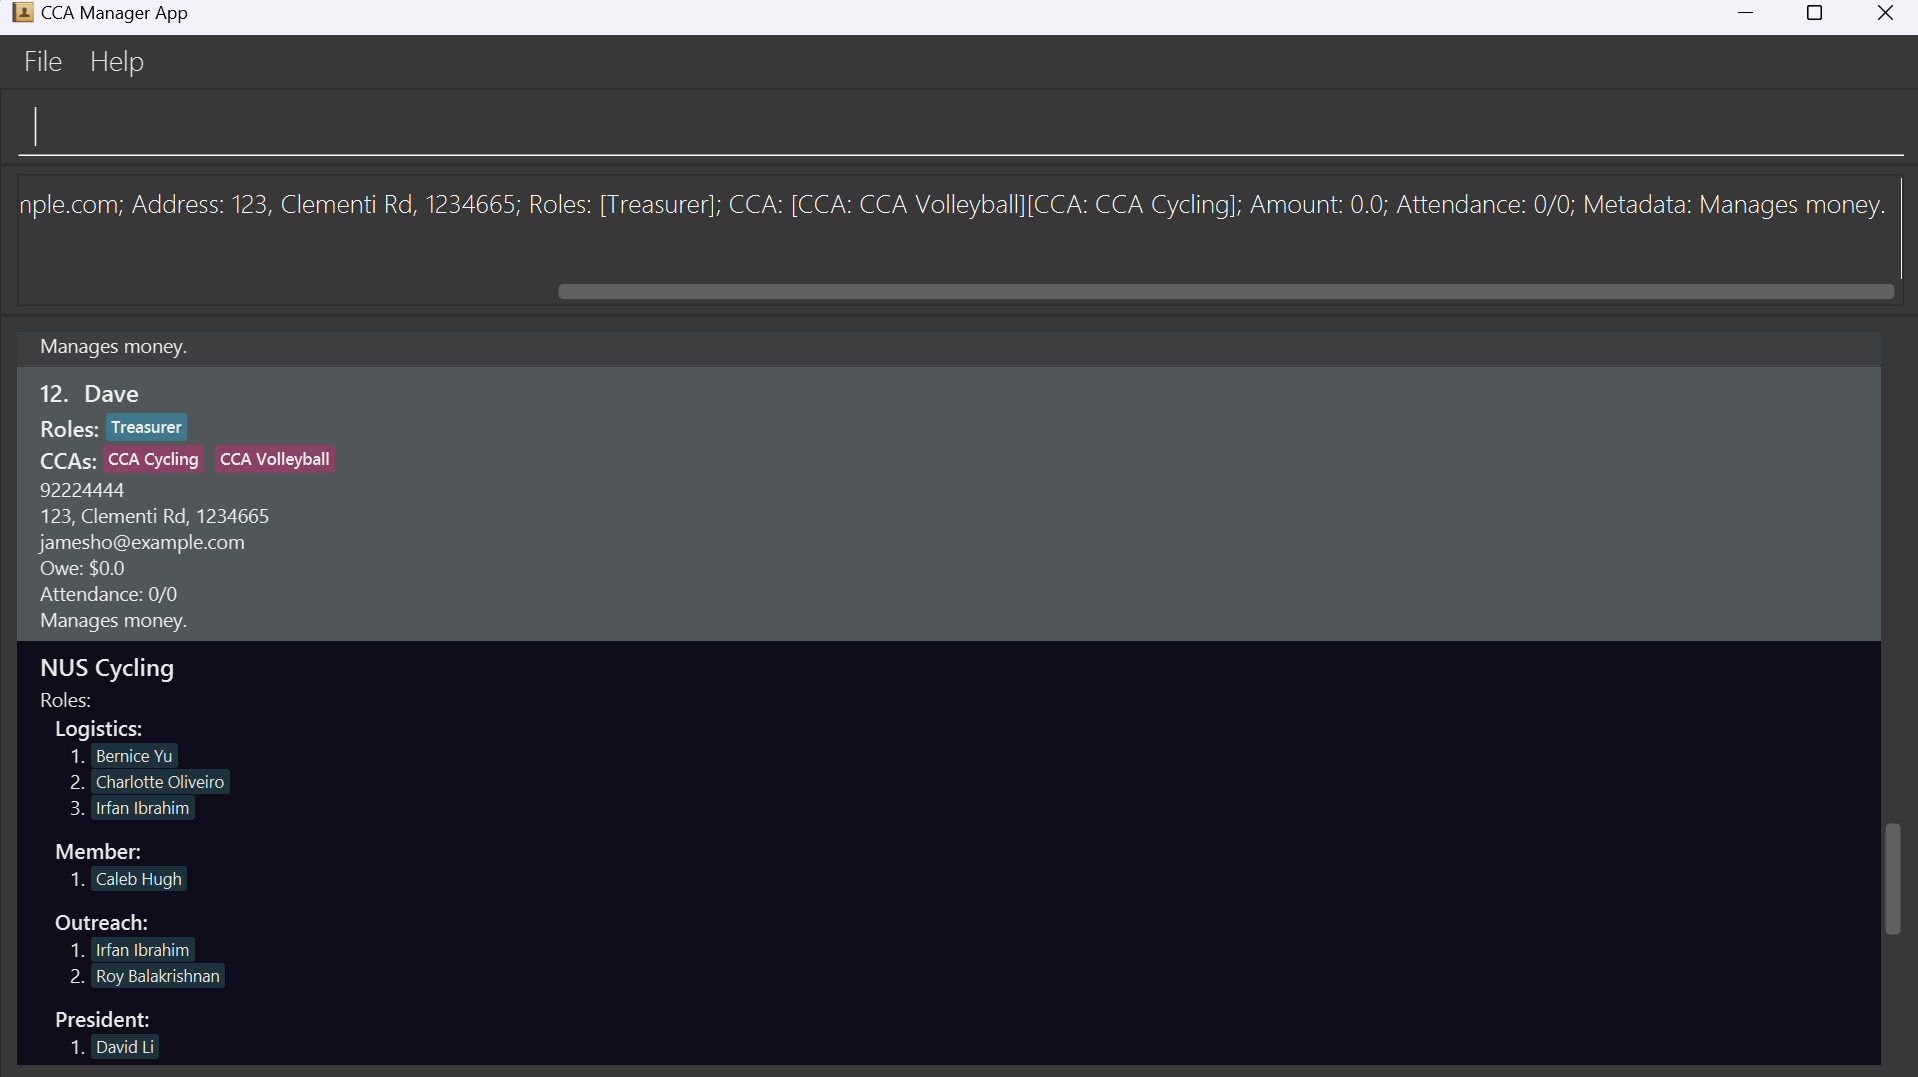 CCA Manager App
File Help
mple.com; Address: 123, Clementi Rd, 1234665; Roles: [Treasurer]; CCA: [CCA: CCA Volleyball][CCA: CCA Cycling]; Amount: 0.0; Attendance: 0/0; Metadata: Manages money.
Manages money.
12. Dave
Roles: Treasurer
CCAs: CCA Cycling CCA Volleyball
92224444
123, Clementi Rd, 1234665
jamesho@example.com
Owe: $0.0
Attendance: 0/0
Manages money.
NUS Cycling
Roles:
Logistics:
1. Bernice Yu
2. Charlotte Oliveiro
3. Irfan Ibrahim
Member:
1. Caleb Hugh
Outreach:
1. Irfan Ibrahim
2. Roy Balakrishnan
President:
1. David Li